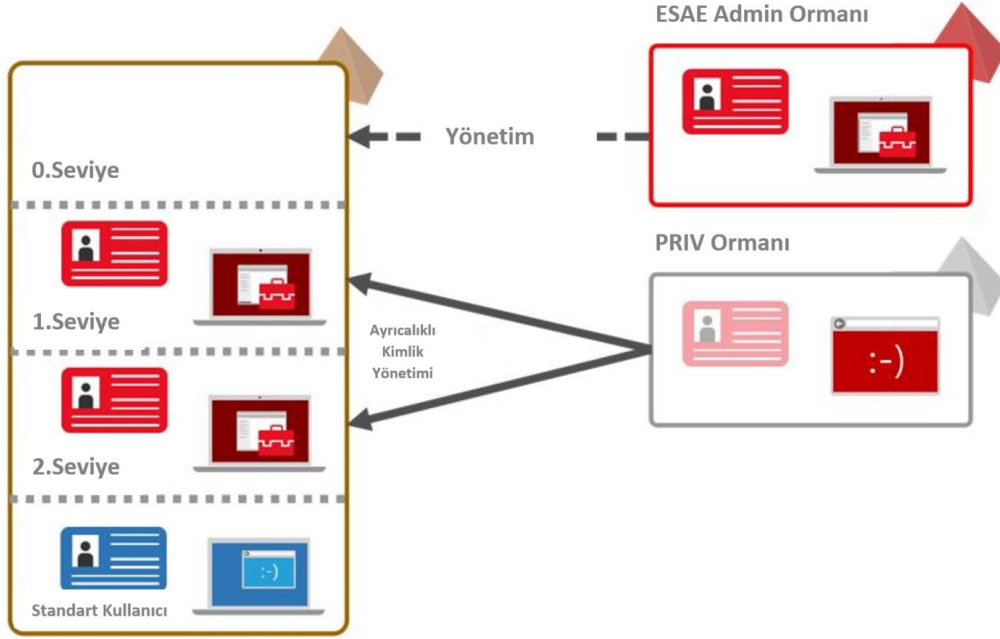 ESAE Admin Ormanı
Yönetim
0.Seviye
PRIV Ormanı
1.Seviye
Ayrıcalıklı
Kimlik
Yönetimi
:-)
2.Seviye
:-)
Standart Kullanıcı